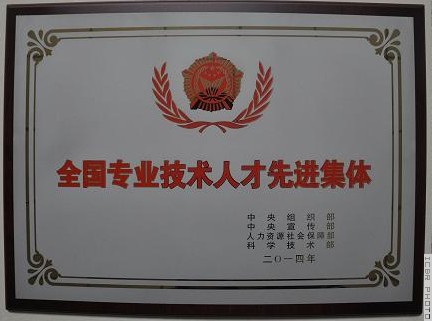 全国专业技术人才先进集体
中央组织部
中央宣传部
人力资源社会保障部
科学技术部
二〇一四年
ICBR PHOTO